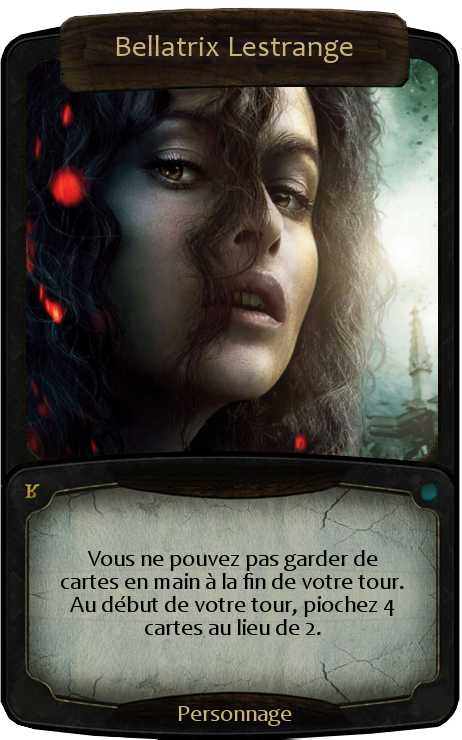 Bellatrix Lestrange
Vous ne pouvez pas garder de
cartes en main à la fin de votre tour.
Au début de votre tour, piochez 4
cartes au lieu de 2.
Personnage